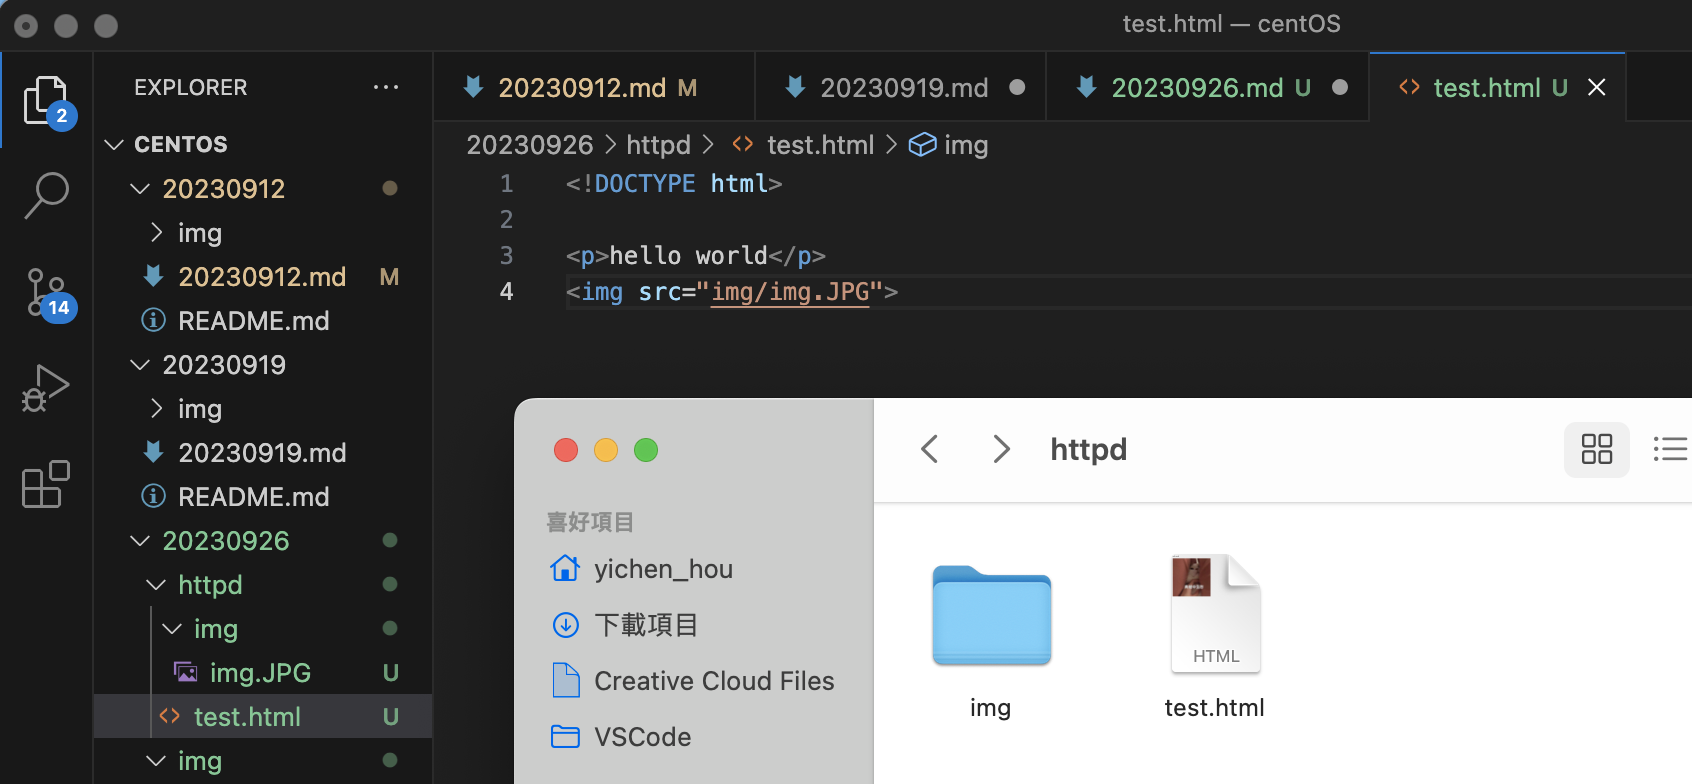 test.html — centOS
EXPLORER
20230912.md M
20230919.md
20230926.md U
test.html U
2
CENTOS
20230926 > httpd > test.html > img
20230912
img
20230912.md M
README.md
20230919
img
20230919.md
README.md
20230926
httpd
img
img.JPG U
test.html U
img
14
1 <!DOCTYPE html>
2
3 <p>hello world</p>
4 <img src="img/img.JPG">
httpd
喜好項目
yichen_hou
下載項目
Creative Cloud Files
VSCode
HTML
img
test.html